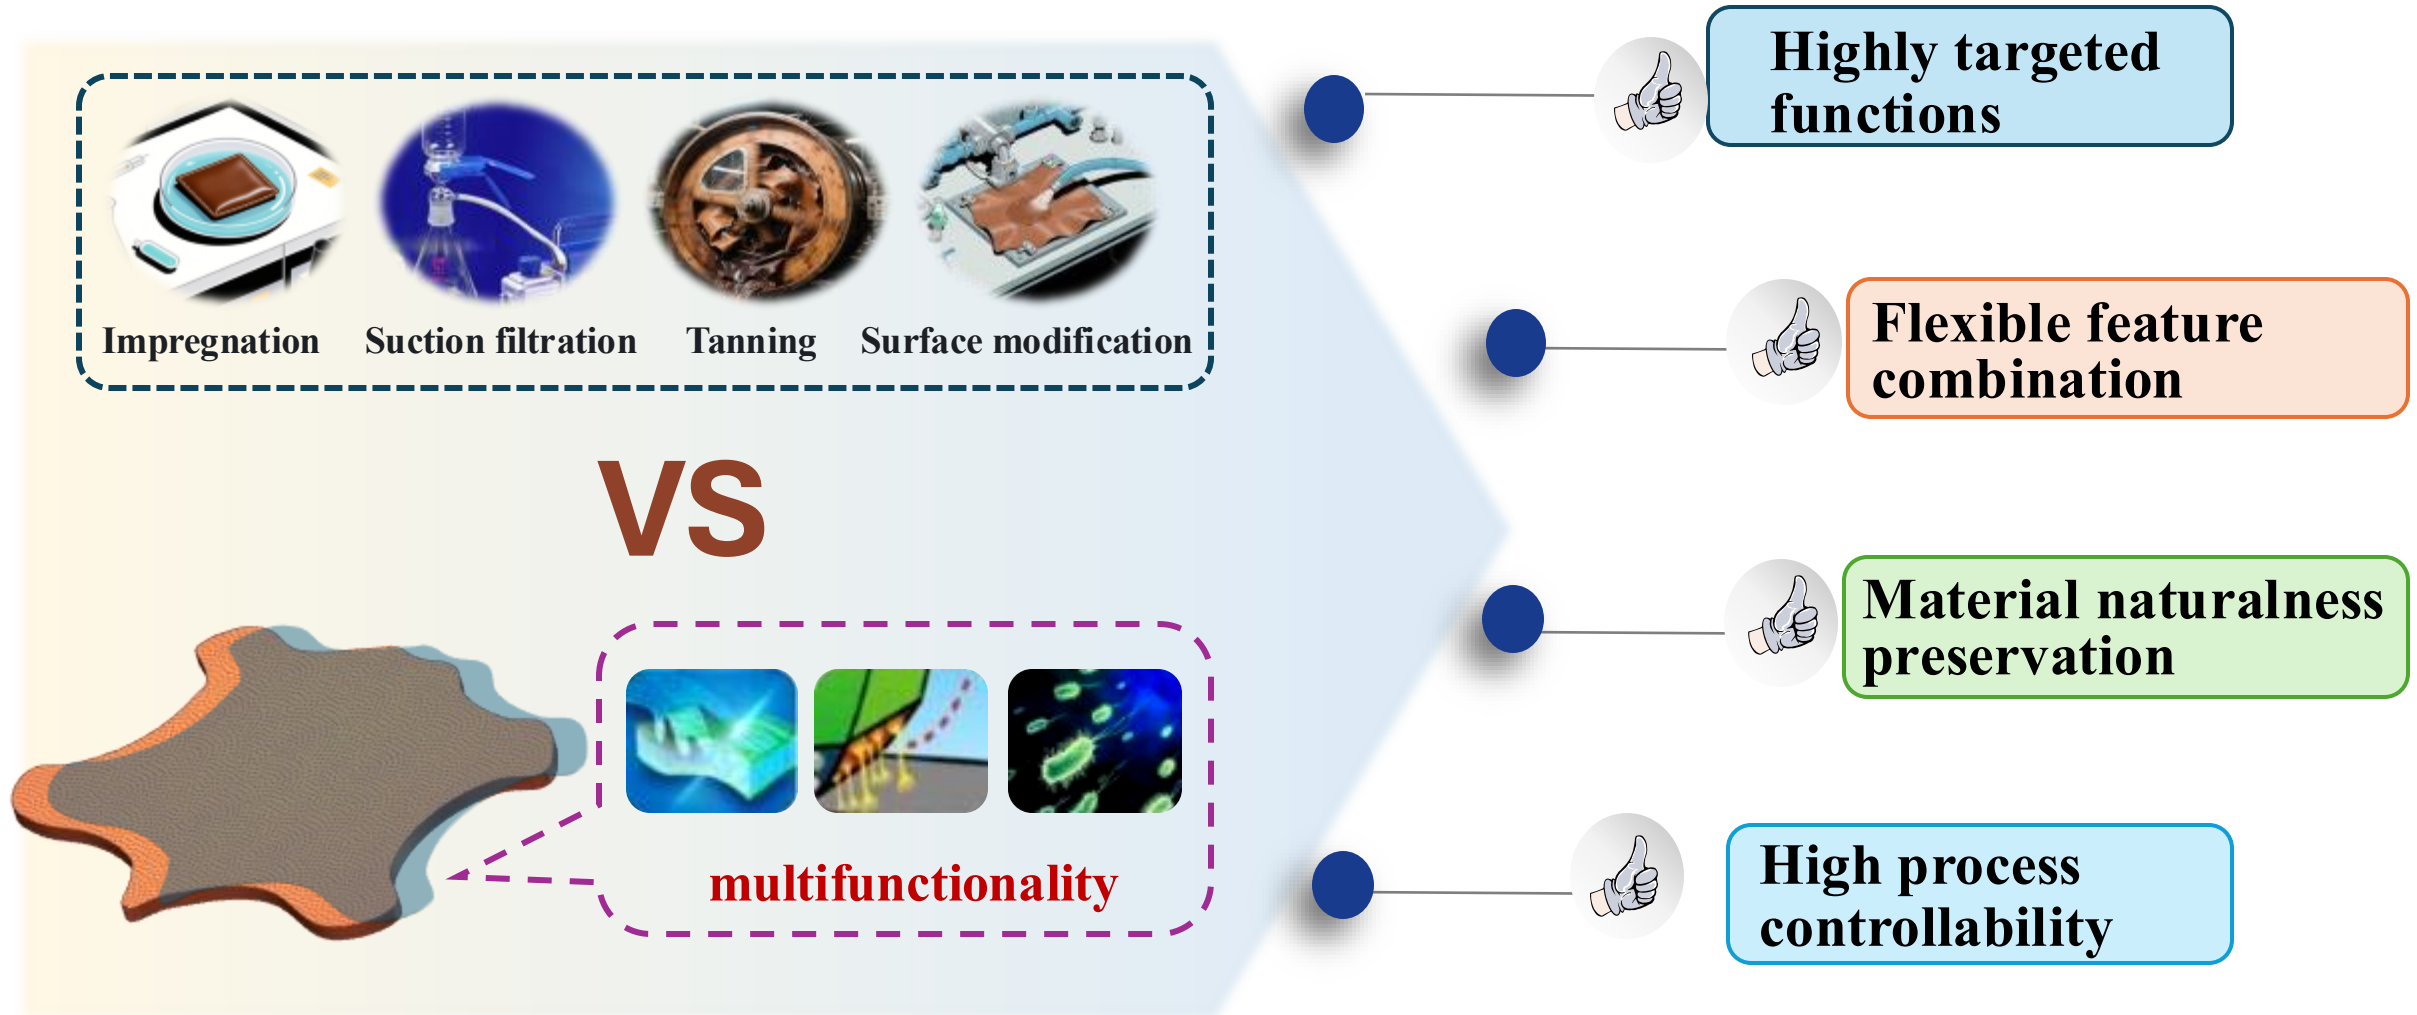 Impregnation
Suction filtration
Tanning
Surface modification
VS
multifunctionality
Highly targeted
functions
Flexible feature
combination
Material naturalness
preservation
High process
controllability